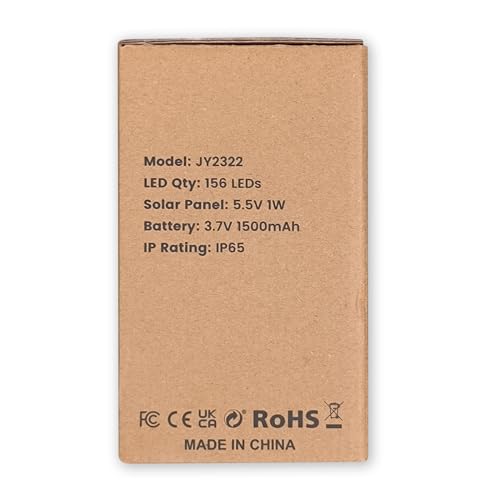 Model: JY2322
LED Qty: 156 LEDs
Solar Panel: 5.5V 1W
Battery: 3.7V 1500mAh
IP Rating: IP65
FC CE UK CA RoHS
MADE IN CHINA